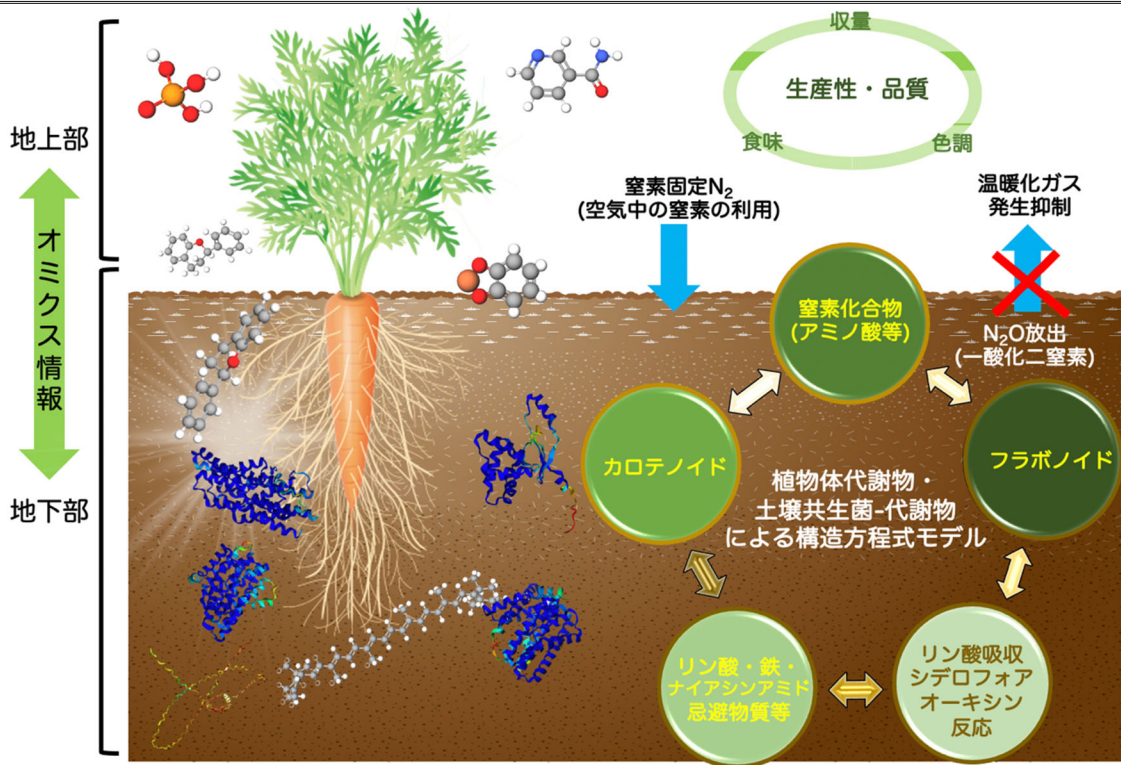 地上部
オミクス情報
地下部
収量
生産性・品質
食味
色調
窒素固定N₂
(空気中の窒素の利用)
温暖化ガス
発生抑制
N₂O放出
(一酸化二窒素)
窒素化合物
(アミノ酸等)
カロテノイド
フラボノイド
植物体代謝物・
土壌共生菌-代謝物
による構造方程式モデル
リン酸・鉄・
ナイアシンアミド
忌避物質等
リン酸吸収
シデロフォア
オーキシン
反応